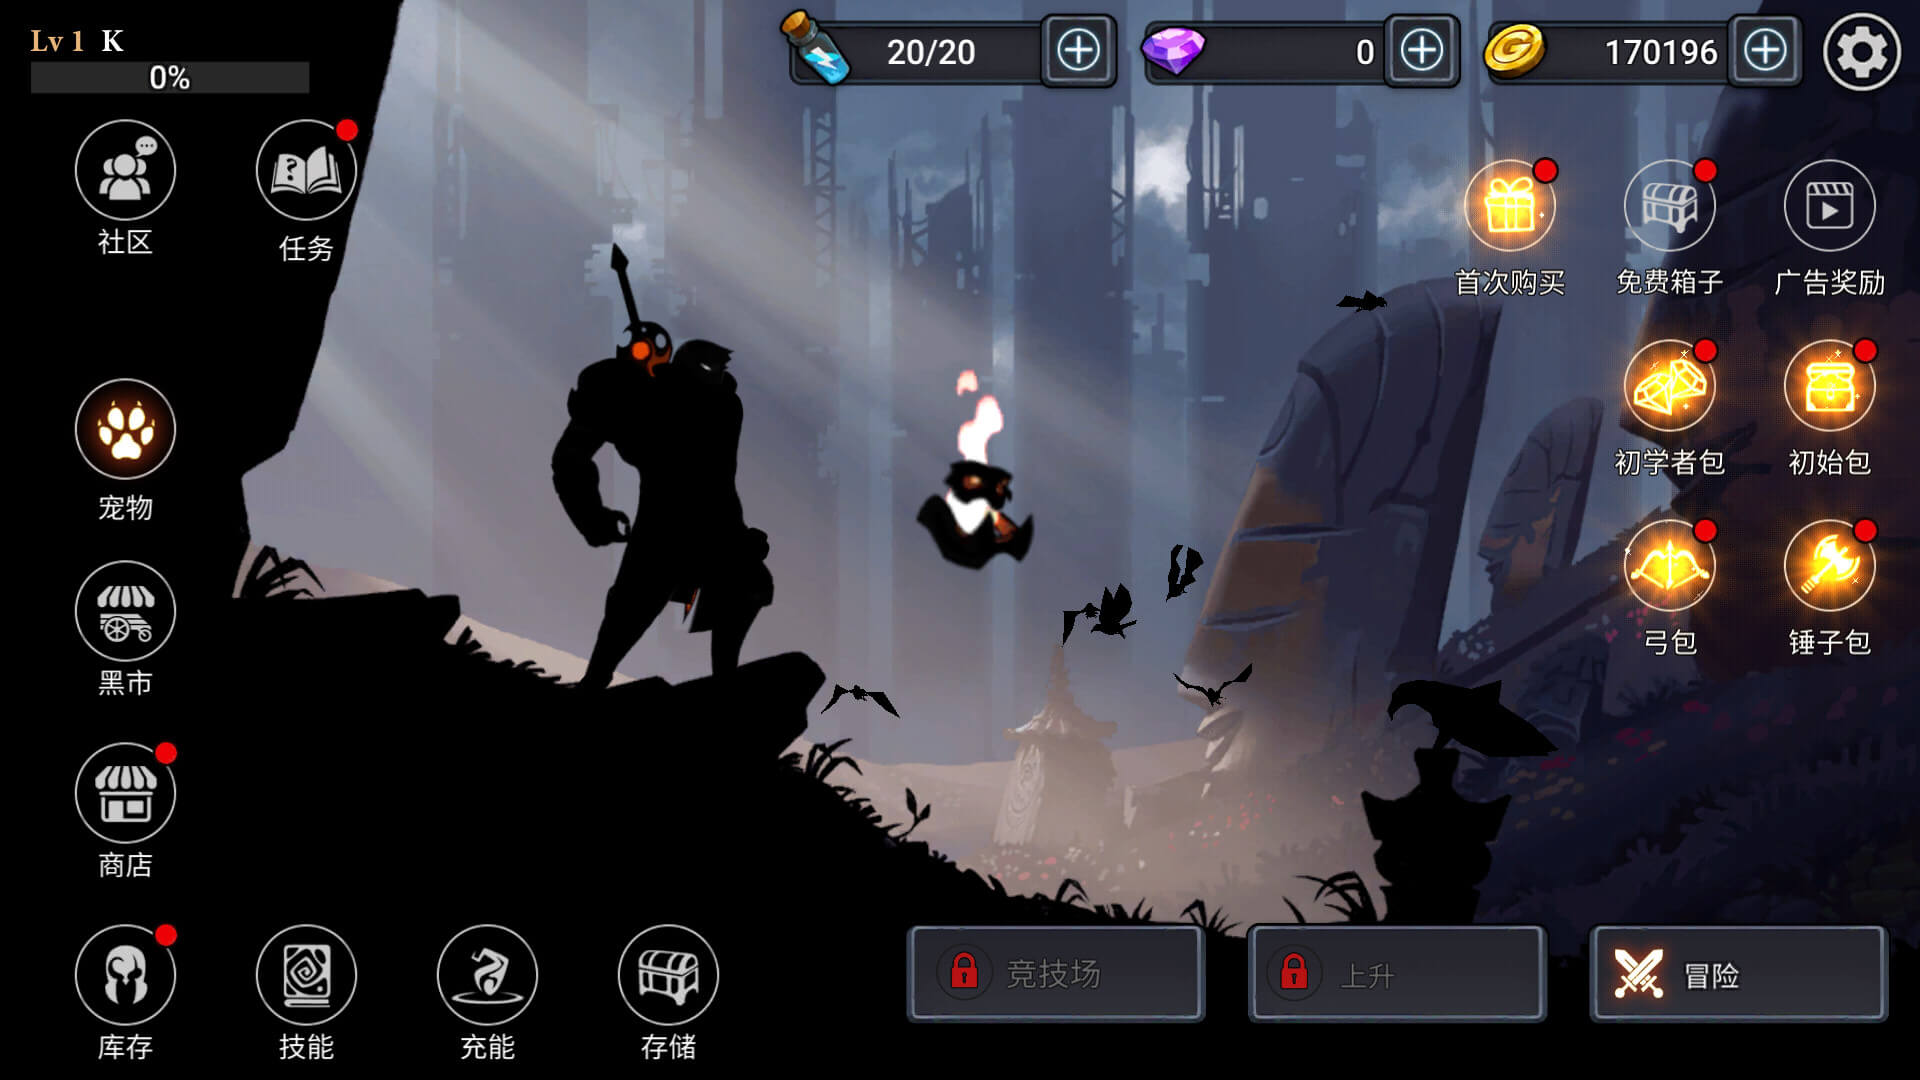 Lv 1 K
0%
20/20
0
170196
社区
任务
首次购买
免费箱子
广告奖励
初学者包
初始包
宠物
弓包
锤子包
黑市
商店
竞技场
上升
冒险
库存
技能
充能
存储